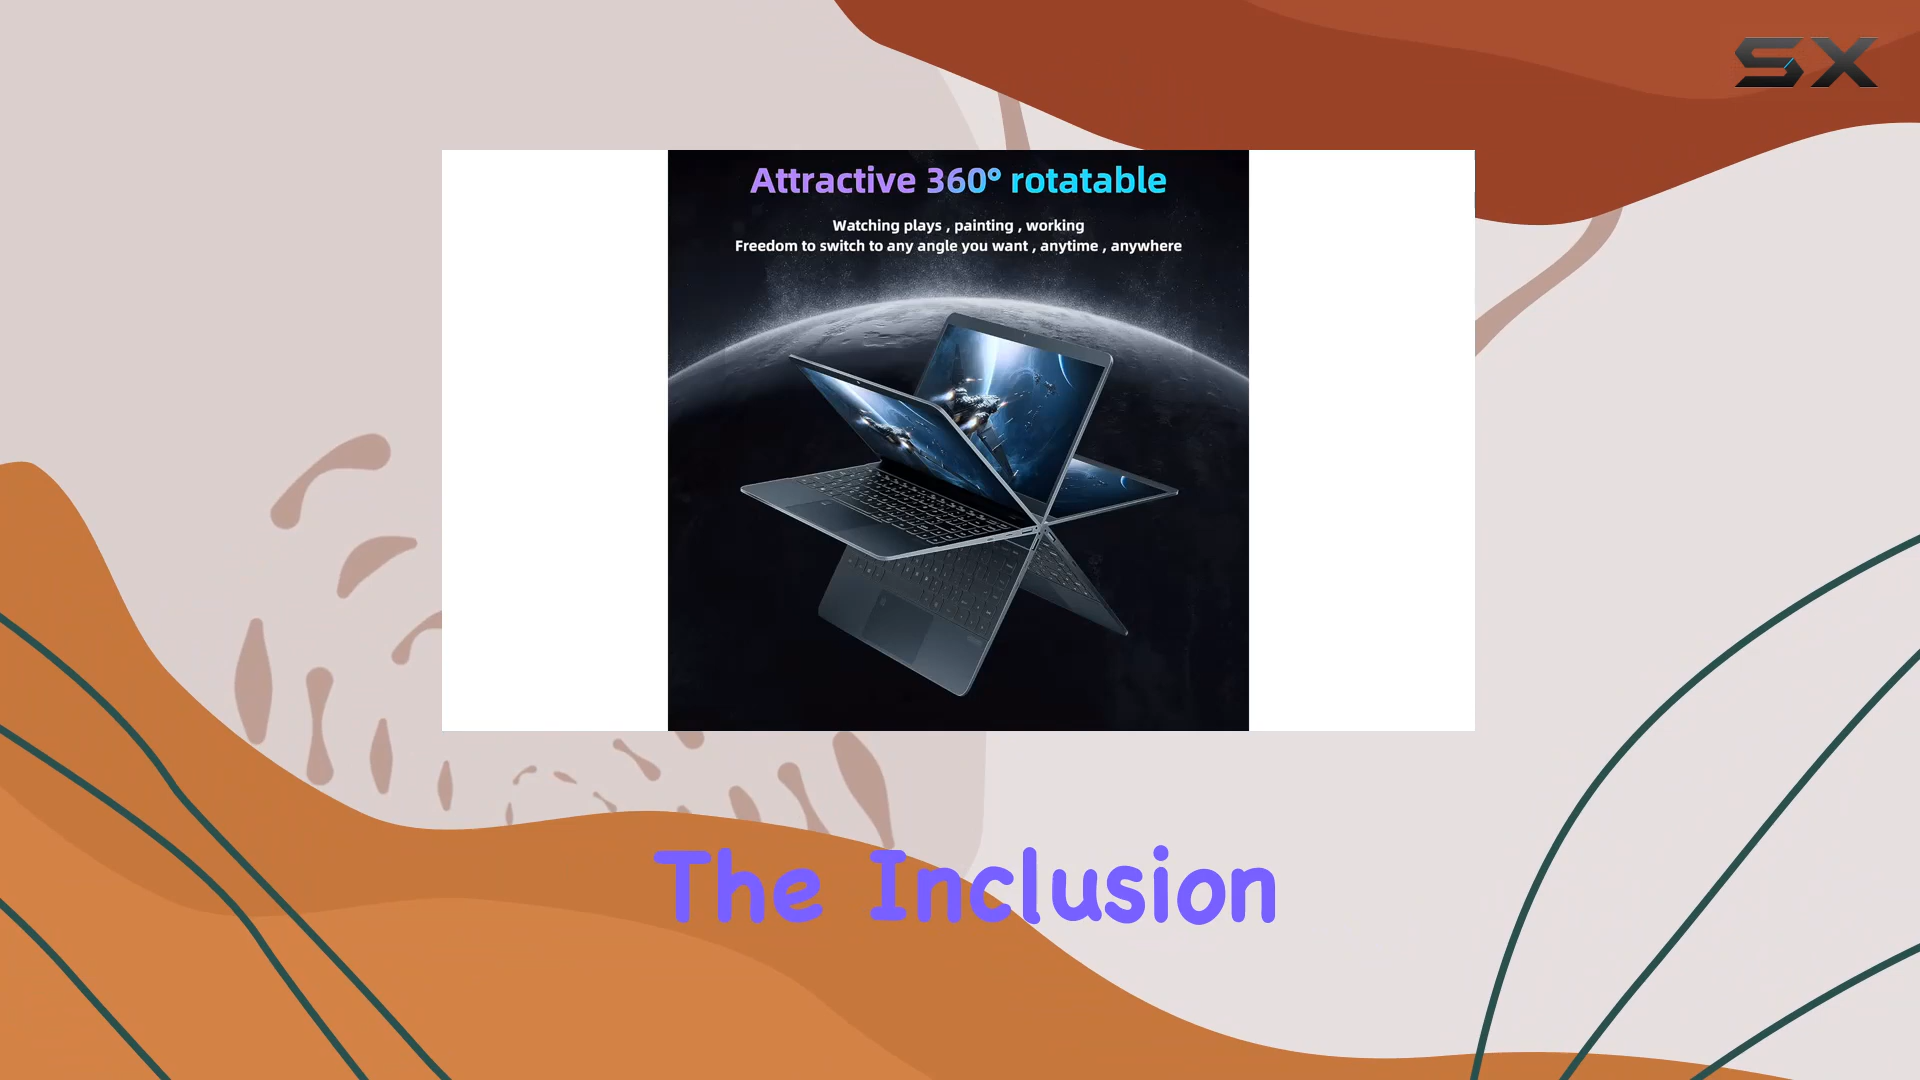 SX
Attractive 360° rotatable
Watching plays , painting , working
Freedom to switch to any angle you want , anytime , anywhere
The Inclusion